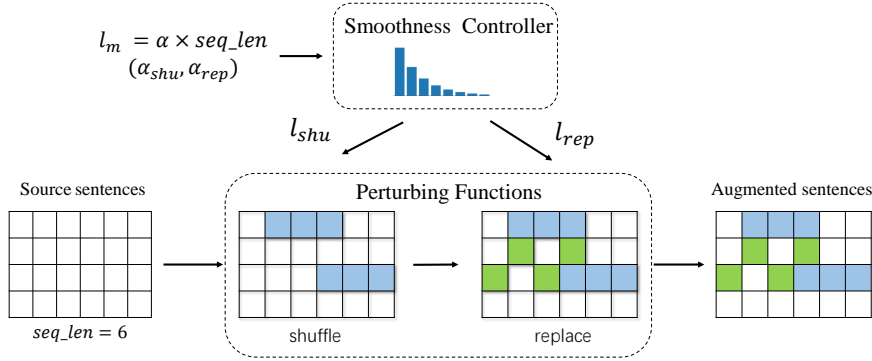 Smoothness Controller
l_m = α × seq_len
(α_shu, α_rep)
l_shu
l_rep
Source sentences
Perturbing Functions
Augmented sentences
seq_len = 6
shuffle
replace